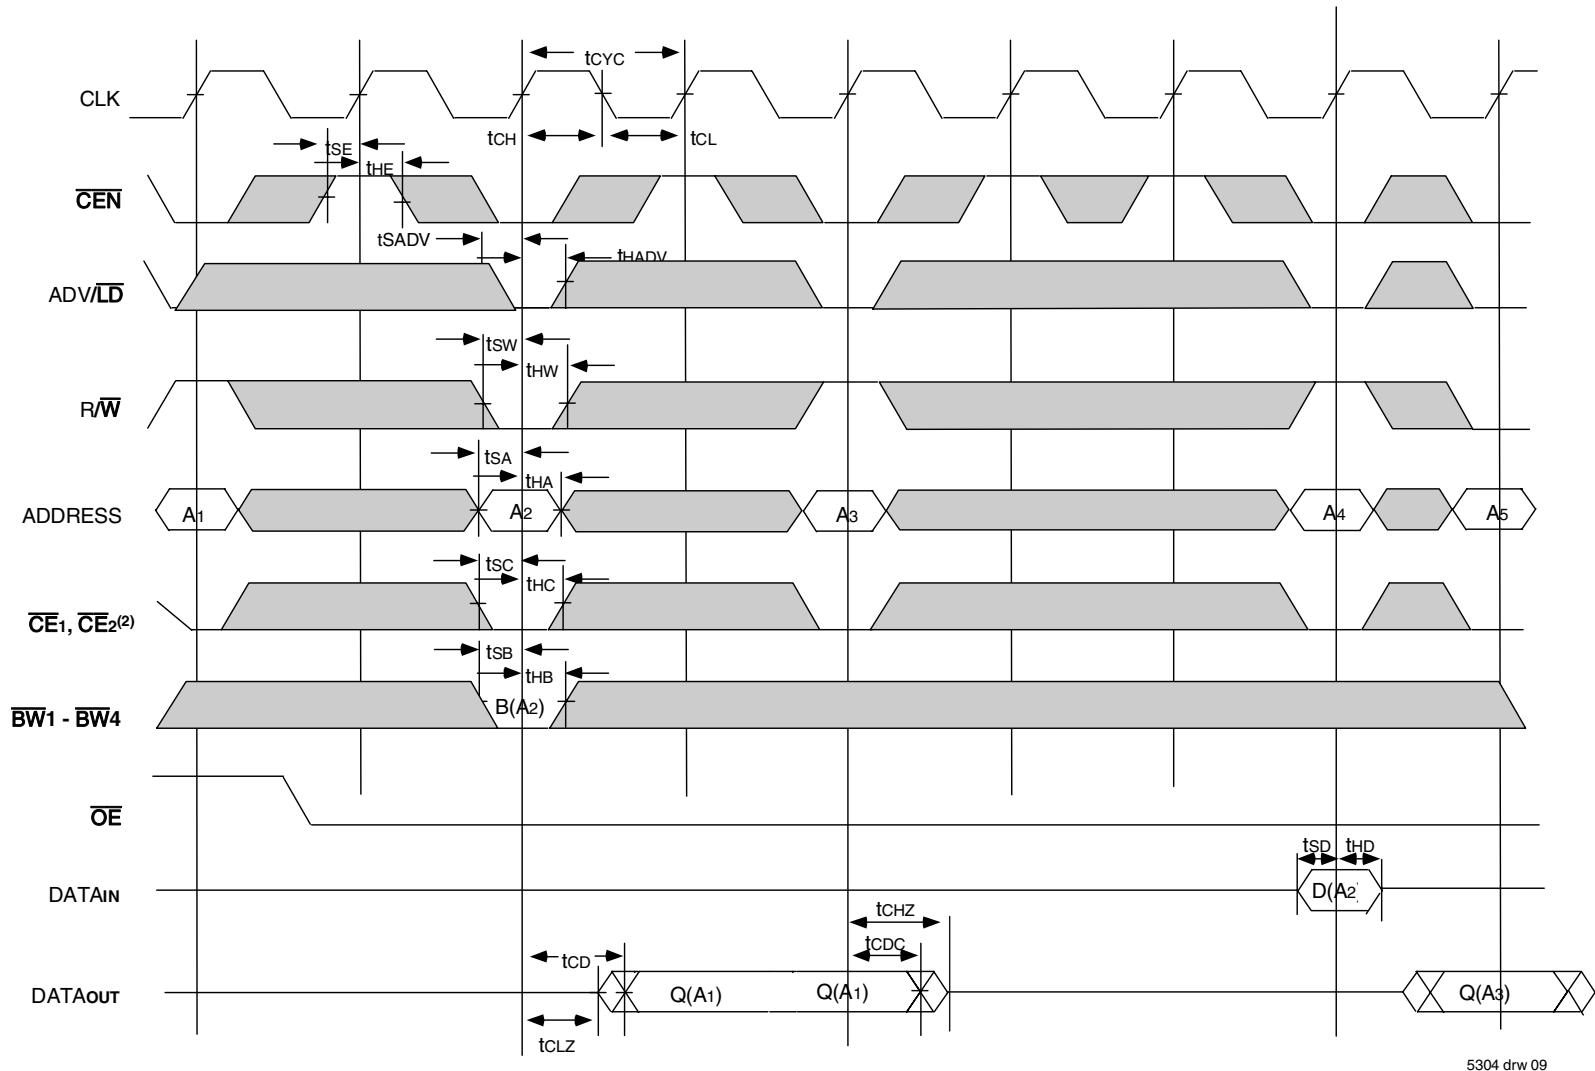 tCYC
CLK
tCH
tCL
tSE
tHE
CEN
tSADV
tHADV
ADV/LD
tSW
tHW
R/W
tSA
tHA
ADDRESS
A1
A2
A3
A4
A5
tSC
tHC
CE1, CE2(2)
tSB
tHB
B(A2)
BW1 - BW4
OE
tSD
tHD
DATAIN
D(A2)
tCHZ
tCDC
tCD
DATAOUT
Q(A1)
Q(A1)
Q(A3)
tCLZ
5304 drw 09